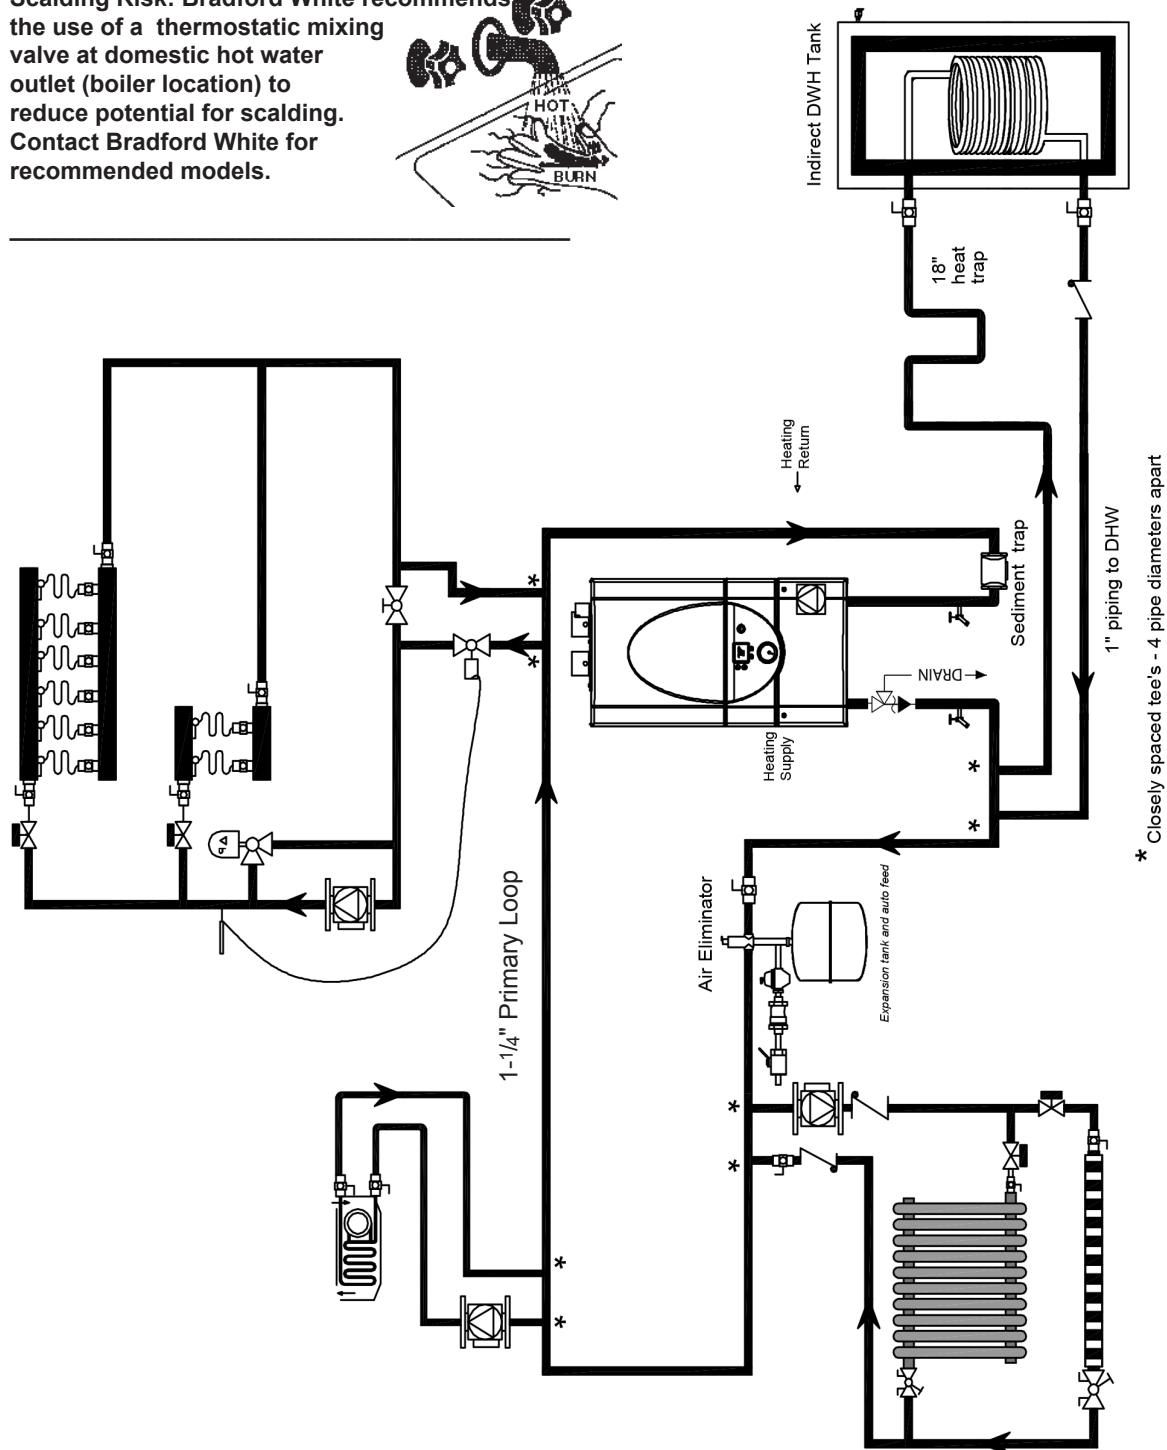 Scalding Risk: Bradford White recommends
the use of a thermostatic mixing
valve at domestic hot water
outlet (boiler location) to
reduce potential for scalding.
Contact Bradford White for
recommended models.
HOT
BURN
Indirect DWH Tank
18"
heat
trap
Heating
Return
Sediment trap
1" piping to DHW
* Closely spaced tee's - 4 pipe diameters apart
DRAIN
Heating
Supply
*
*
*
*
Air Eliminator
Expansion tank and auto feed
1-1/4" Primary Loop
ΔP
*
*
*
*